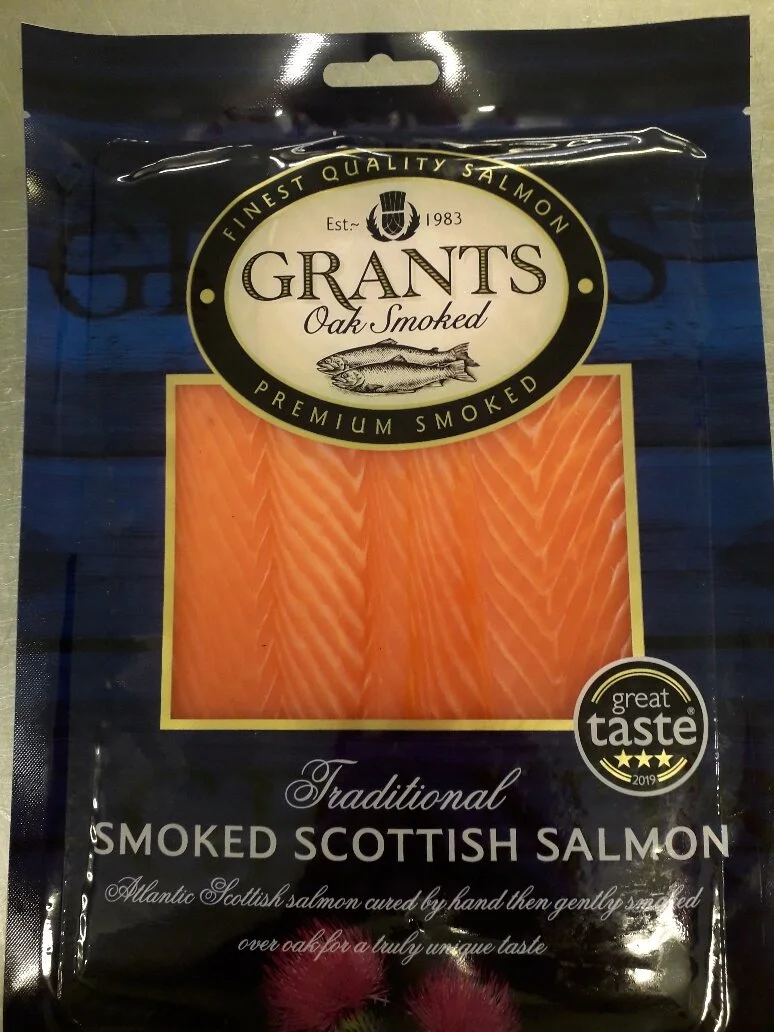 FINEST QUALITY SALMON
Est~ 1983
GRANTS
Oak Smoked
PREMIUM SMOKED
great
taste®
2019
Traditional
SMOKED SCOTTISH SALMON
Atlantic Scottish salmon cured by hand then gently smoked
over oak for a truly unique taste